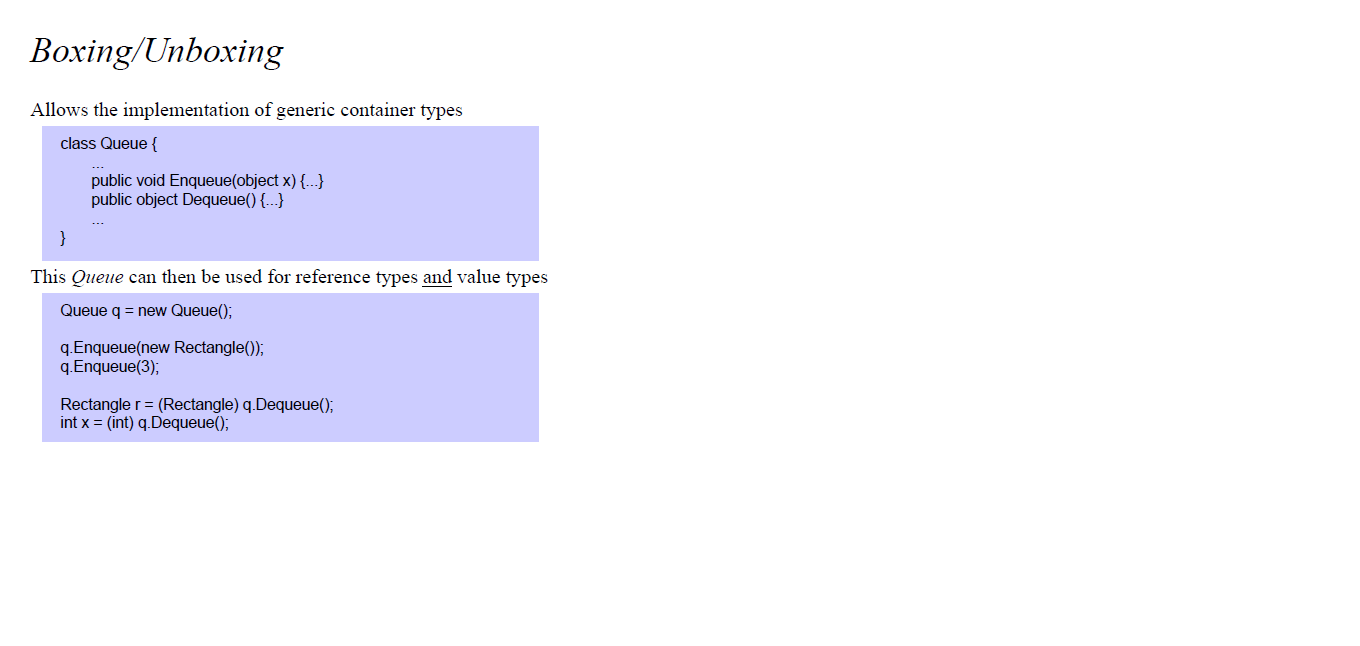 Boxing/Unboxing
Allows the implementation of generic container types
class Queue {
...
public void Enqueue(object x) {...}
public object Dequeue() {...}
...
}
This Queue can then be used for reference types and value types
Queue q = new Queue();
q.Enqueue(new Rectangle());
q.Enqueue(3);
Rectangle r = (Rectangle) q.Dequeue();
int x = (int) q.Dequeue();